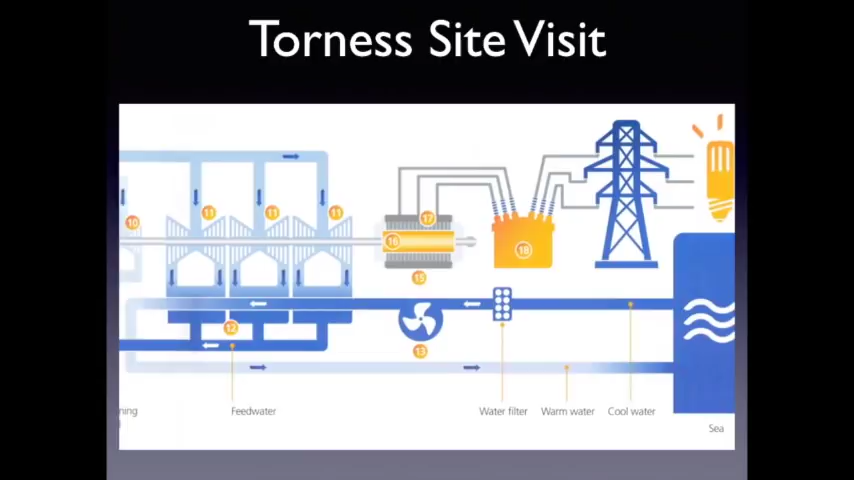 Torness Site Visit
17
11
11
11
10
16
18
15
12
13
ning
Feedwater
Water filter
Warm water
Cool water
Sea